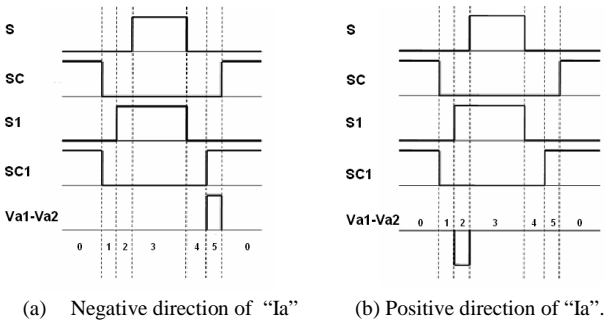 S
SC
S1
SC1
Va1-Va2
0 1 2 3 4 5 0
(a) Negative direction of “Ia”
S
SC
S1
SC1
Va1-Va2
0 1 2 3 4 5 0
(b) Positive direction of “Ia”.